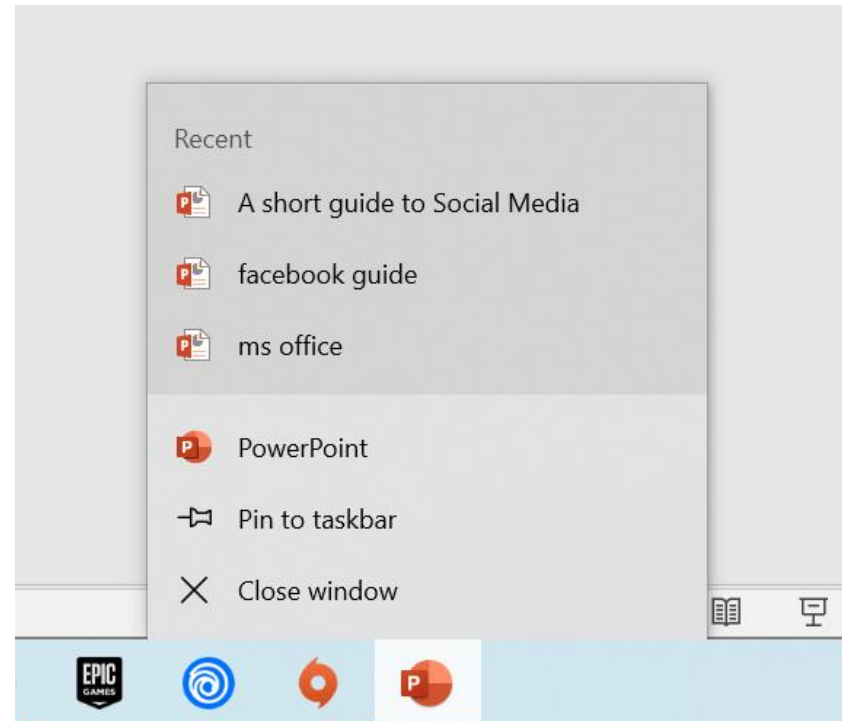 Recent
A short guide to Social Media
facebook guide
ms office
PowerPoint
Pin to taskbar
Close window
EPIC
GAMES